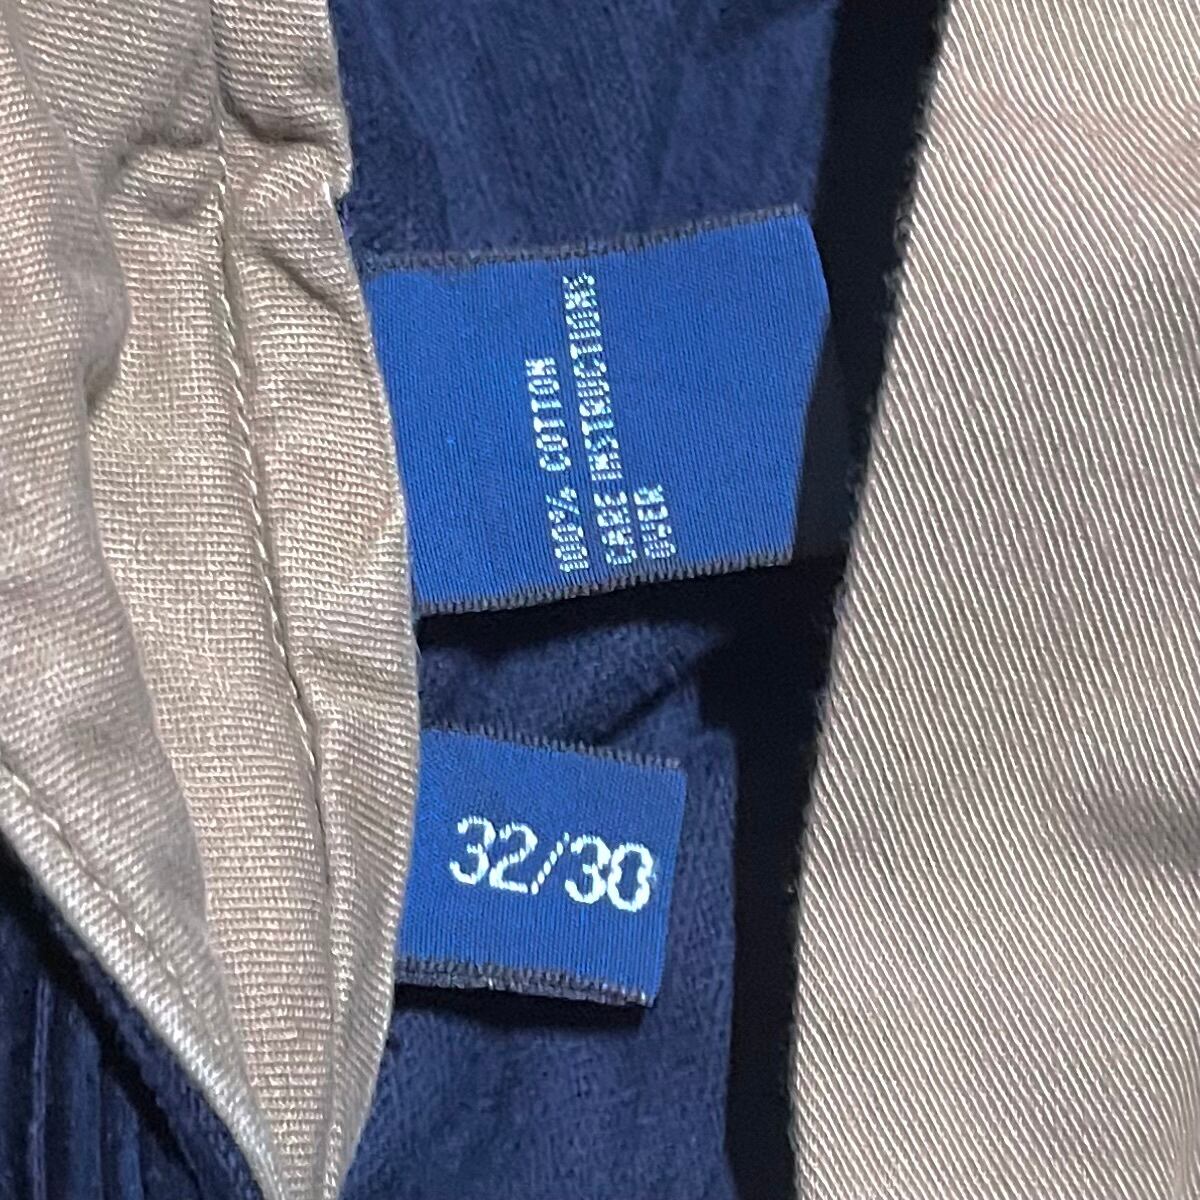 100% COTTON
CARE INSTRUCTIONS
OVER
32/30